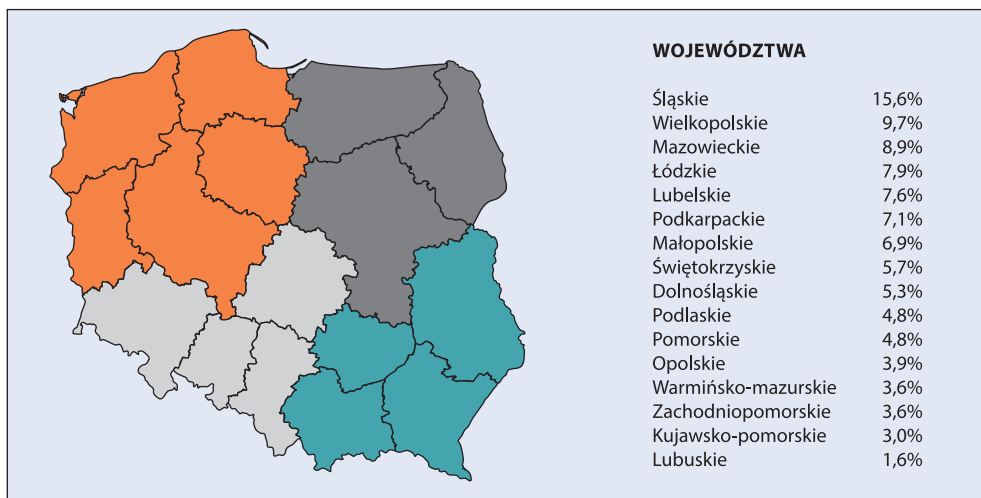 WOJEWÓDZTWA
Śląskie 15,6%
Wielkopolskie 9,7%
Mazowieckie 8,9%
Łódzkie 7,9%
Lubelskie 7,6%
Podkarpackie 7,1%
Małopolskie 6,9%
Świętokrzyskie 5,7%
Dolnośląskie 5,3%
Podlaskie 4,8%
Pomorskie 4,8%
Opolskie 3,9%
Warmińsko-mazurskie 3,6%
Zachodniopomorskie 3,6%
Kujawsko-pomorskie 3,0%
Lubuskie 1,6%